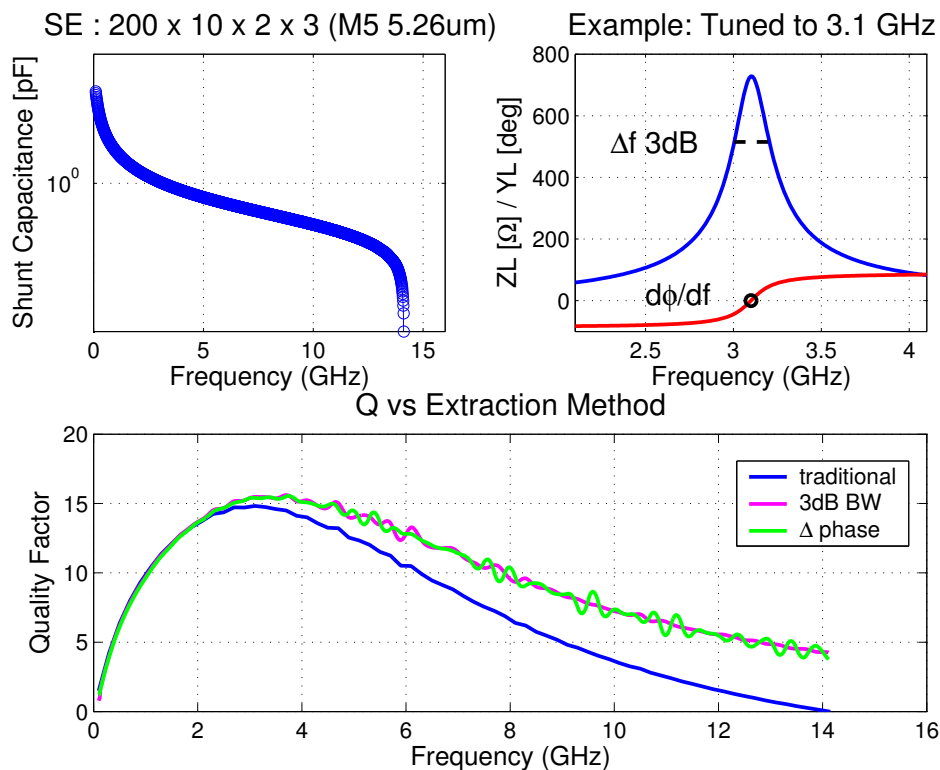 SE : 200 x 10 x 2 x 3 (M5 5.26um)
Shunt Capacitance [pF]
10^0
0 5 10 15
Frequency (GHz)
Example: Tuned to 3.1 GHz
ZL [Ω] / YL [deg]
800
600
400
200
0
Δf 3dB
dϕ/df
2.5 3 3.5 4
Frequency (GHz)
Q vs Extraction Method
Quality Factor
20
15
10
5
0
traditional
3dB BW
Δ phase
0 2 4 6 8 10 12 14 16
Frequency (GHz)